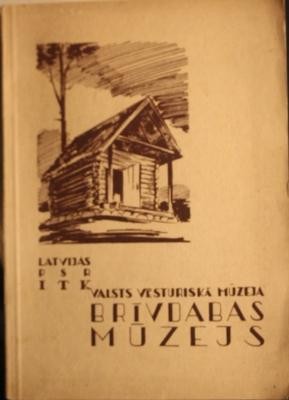 LATVIJAS
PSR
ITK
VALSTS VĒSTURISKĀ MŪZEJA
BRĪVDABAS
MŪZEJS